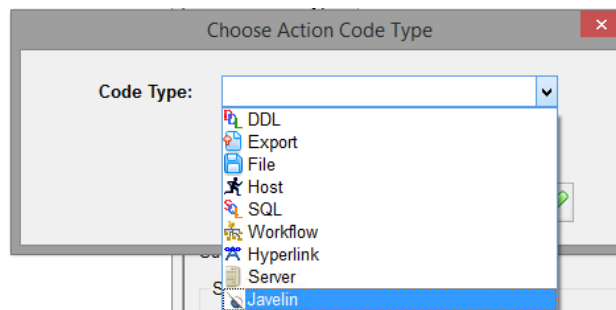 Choose Action Code Type
Code Type:
DDL
Export
File
Host
SQL
Workflow
Hyperlink
Server
Javelin